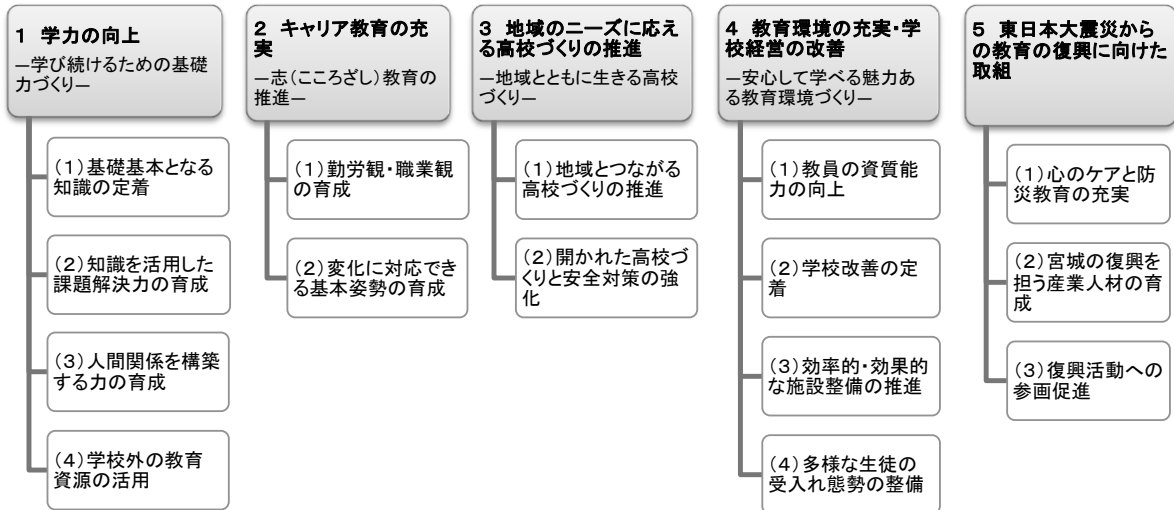 1 学力の向上
―学び続けるための基礎
力づくり―
(1)基礎基本となる
知識の定着
(2)知識を活用した
課題解決力の育成
(3)人間関係を構築
する力の育成
(4)学校外の教育
資源の活用
2 キャリア教育の充
実
―志(こころざし)教育の
推進―
(1)勤労観・職業観
の育成
(2)変化に対応でき
る基本姿勢の育成
3 地域のニーズに応え
る高校づくりの推進
―地域とともに生きる高校
づくり―
(1)地域とつながる
高校づくりの推進
(2)開かれた高校づ
くりと安全対策の強
化
4 教育環境の充実・学
校経営の改善
―安心して学べる魅力あ
る教育環境づくり―
(1)教員の資質能
力の向上
(2)学校改善の定
着
(3)効率的・効果的
な施設整備の推進
(4)多様な生徒の
受入れ態勢の整備
5 東日本大震災から
の教育の復興に向けた
取組
(1)心のケアと防
災教育の充実
(2)宮城の復興を
担う産業人材の育
成
(3)復興活動への
参画促進